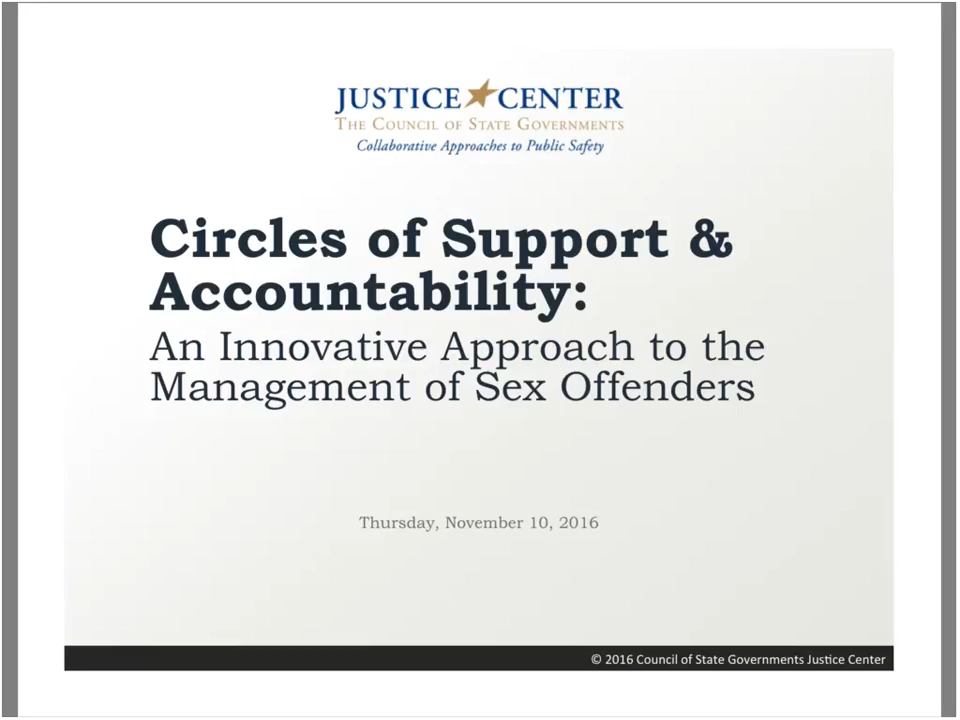 JUSTICE CENTER
THE COUNCIL OF STATE GOVERNMENTS
Collaborative Approaches to Public Safety
Circles of Support &
Accountability:
An Innovative Approach to the
Management of Sex Offenders
Thursday, November 10, 2016
© 2016 Council of State Governments Justice Center